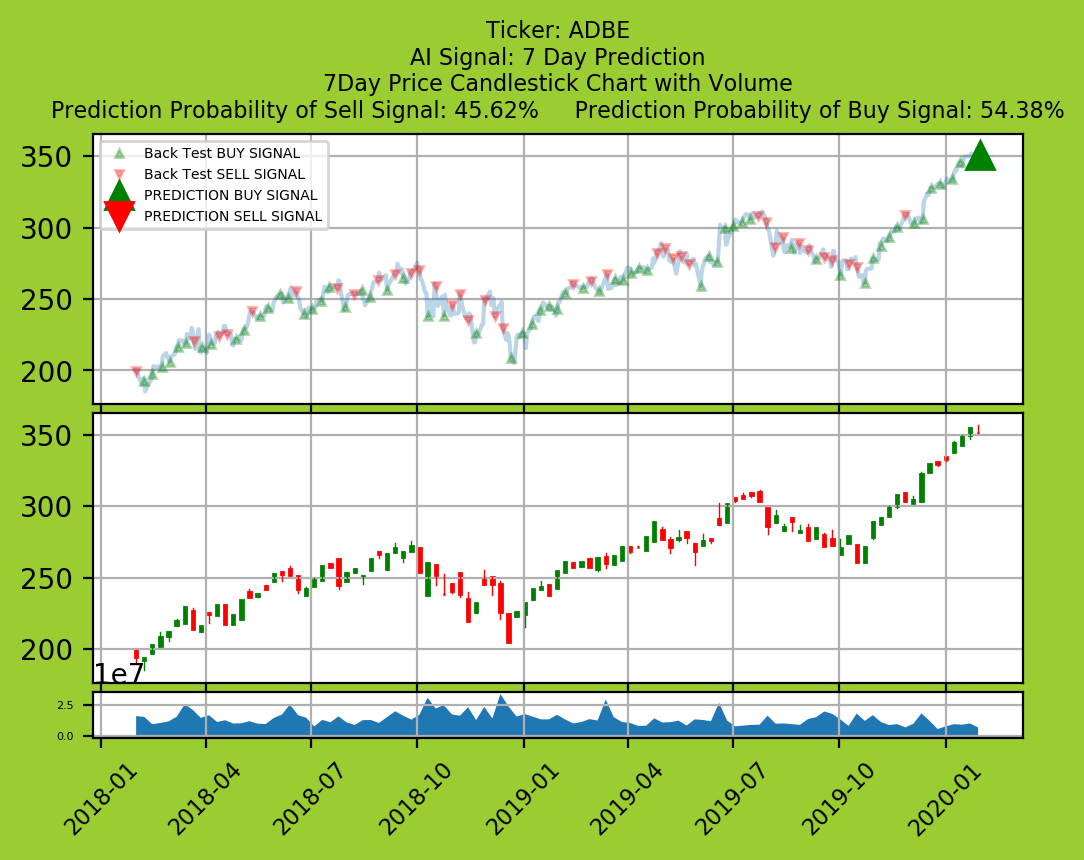 Ticker: ADBE
AI Signal: 7 Day Prediction
7Day Price Candlestick Chart with Volume
Prediction Probability of Sell Signal: 45.62% Prediction Probability of Buy Signal: 54.38%
Back Test BUY SIGNAL
Back Test SELL SIGNAL
PREDICTION BUY SIGNAL
PREDICTION SELL SIGNAL
350
300
250
200
350
300
250
200
1e7
2.5
0.0
2018-01 2018-04 2018-07 2018-10 2019-01 2019-04 2019-07 2019-10 2020-01